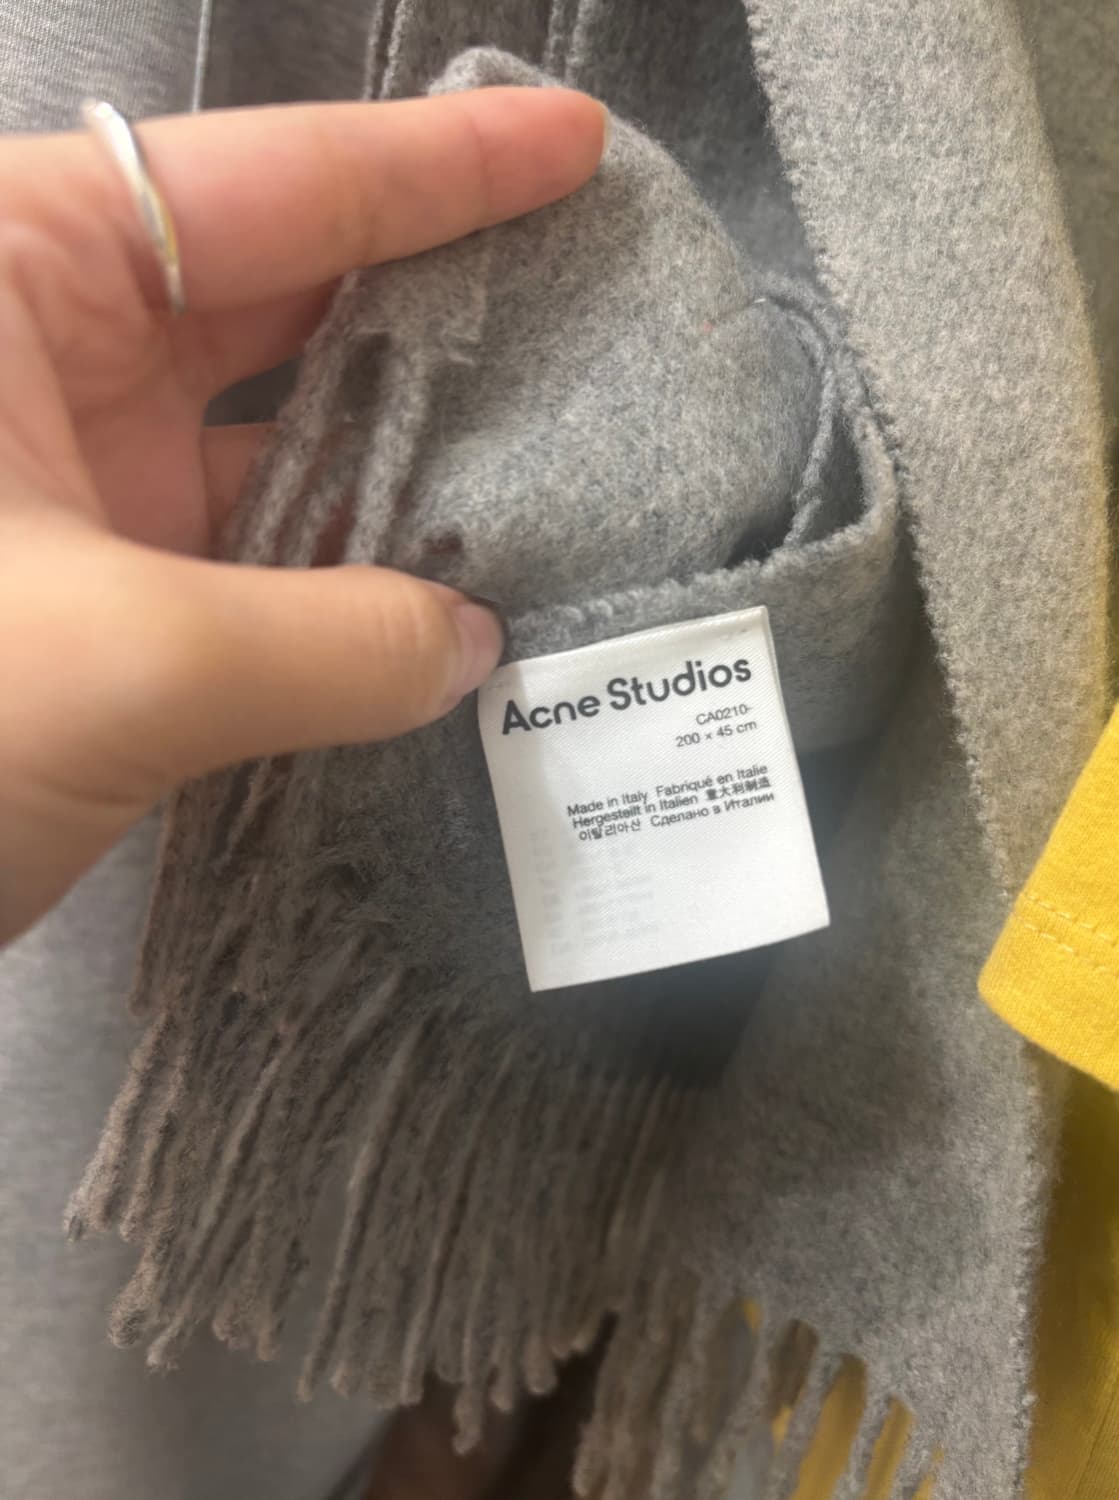 Acne Studios
CA0210-
200 × 45 cm
Made in Italy Fabriqué en Italie
Hergestellt in Italien 意大利制造
이탈리아산 Сделано в Италии